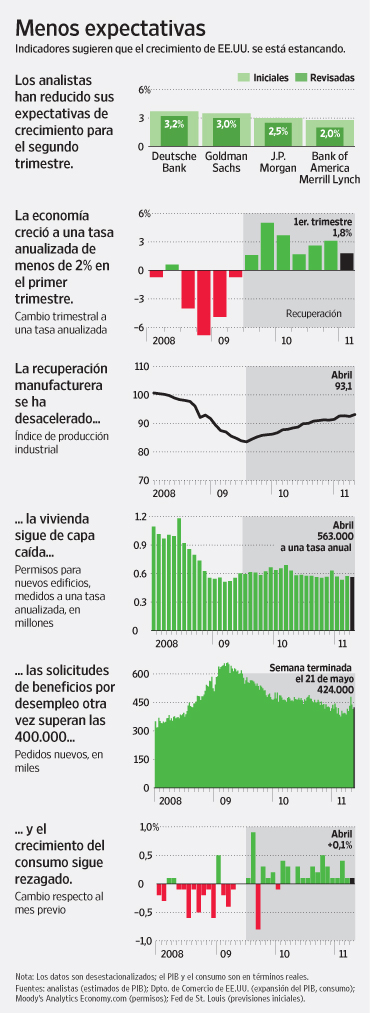 Menos expectativas
Indicadores sugieren que el crecimiento de EE.UU. se está estancando.
Los analistas
han reducido sus
expectativas de
crecimiento para
el segundo
trimestre.
Iniciales Revisadas
6%
3
0
3,2%
3,0%
2,5%
2,0%
Deutsche
Bank
Goldman
Sachs
J.P.
Morgan
Bank of
America
Merrill Lynch
La economía
creció a una tasa
anualizada de
menos de 2% en
el primer
trimestre.
Cambio trimestral a
una tasa anualizada
6%
3
0
−3
−6
1er. trimestre
1,8%
Recuperación
2008 09 10 11
La recuperación
manufacturera
se ha
desacelerado...
Índice de producción
industrial
110
100
90
80
70
Abril
93,1
2008 09 10 11
... la vivienda
sigue de capa
caída...
Permisos para
nuevos edificios,
medidos a una tasa
anualizada, en
millones
1.2
0.9
0.6
0.3
0
Abril
563.000
a una tasa anual
2008 09 10 11
... las solicitudes
de beneficios por
desempleo otra
vez superan las
400.000...
Pedidos nuevos, en
miles
600
450
300
150
0
Semana terminada
el 21 de mayo
424.000
2008 09 10 11
... y el
crecimiento del
consumo sigue
rezagado.
Cambio respecto al
mes previo
1,0%
0,5
0
−0,5
−1,0
Abril
+0,1%
2008 09 10 11
Nota: Los datos son desestacionalizados; el PIB y el consumo son en términos reales.
Fuentes: analistas (estimados de PIB); Dpto. de Comercio de EE.UU. (expansión del PIB, consumo);
Moody's Analytics Economy.com (permisos); Fed de St. Louis (previsiones iniciales).